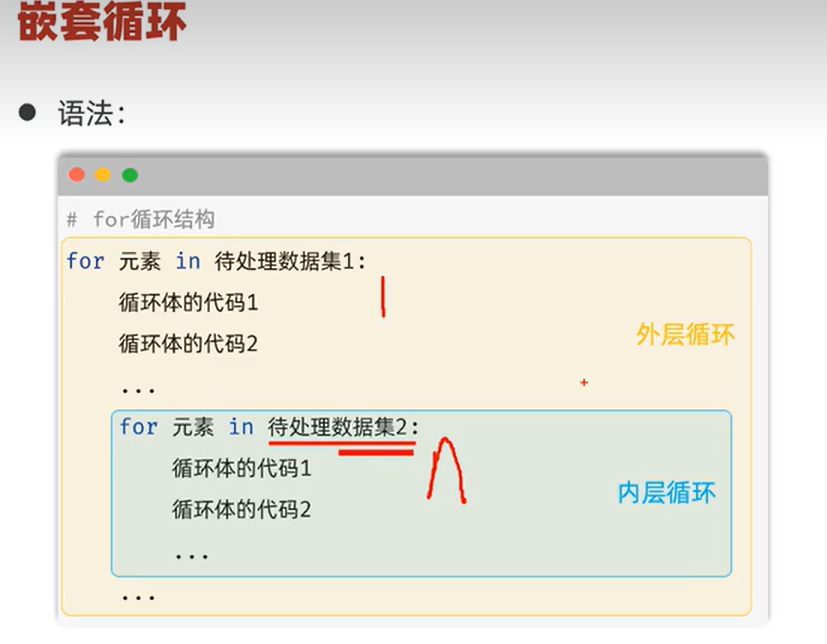 嵌套循环
● 语法：
# for循环结构
for 元素 in 待处理数据集1:
循环体的代码1
循环体的代码2
...
外层循环
for 元素 in 待处理数据集2:
循环体的代码1
循环体的代码2
...
内层循环
...